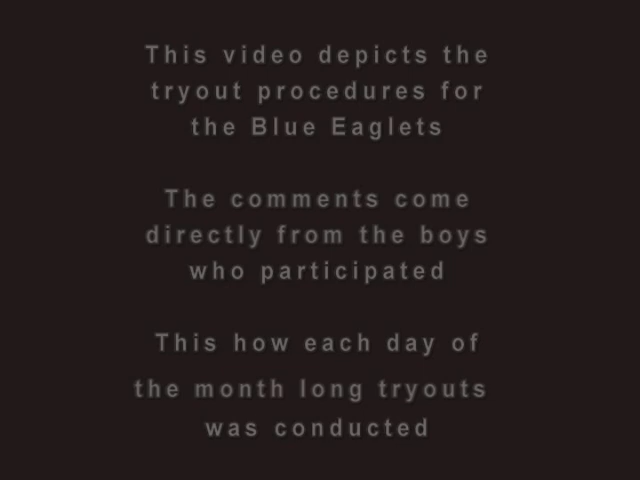 This video depicts the
tryout procedures for
the Blue Eaglets
The comments come
directly from the boys
who participated
This how each day of
the month long tryouts
was conducted